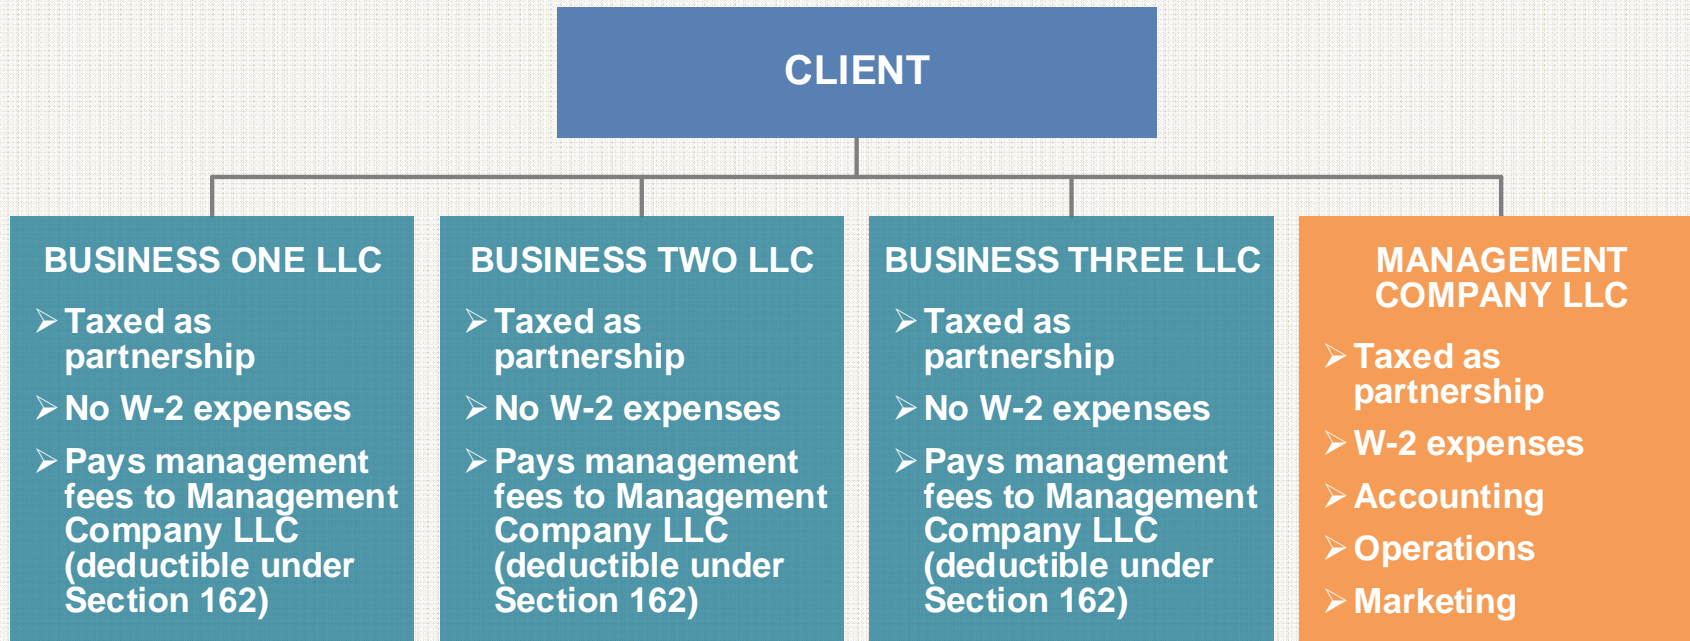 CLIENT
BUSINESS ONE LLC
➢ Taxed as
partnership
➢ No W-2 expenses
➢ Pays management
fees to Management
Company LLC
(deductible under
Section 162)
BUSINESS TWO LLC
➢ Taxed as
partnership
➢ No W-2 expenses
➢ Pays management
fees to Management
Company LLC
(deductible under
Section 162)
BUSINESS THREE LLC
➢ Taxed as
partnership
➢ No W-2 expenses
➢ Pays management
fees to Management
Company LLC
(deductible under
Section 162)
MANAGEMENT
COMPANY LLC
➢ Taxed as
partnership
➢ W-2 expenses
➢ Accounting
➢ Operations
➢ Marketing